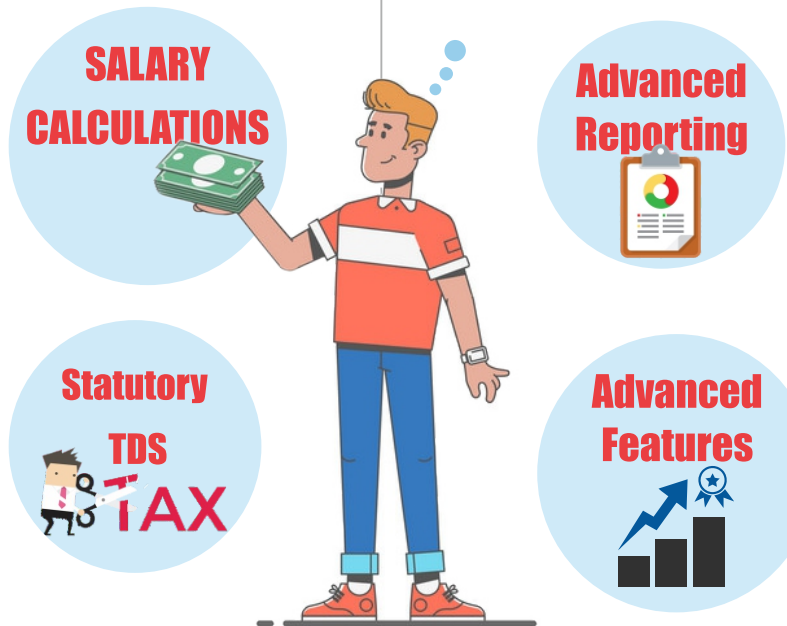 SALARY
CALCULATIONS
Advanced
Reporting
Statutory
TDS
TAX
Advanced
Features